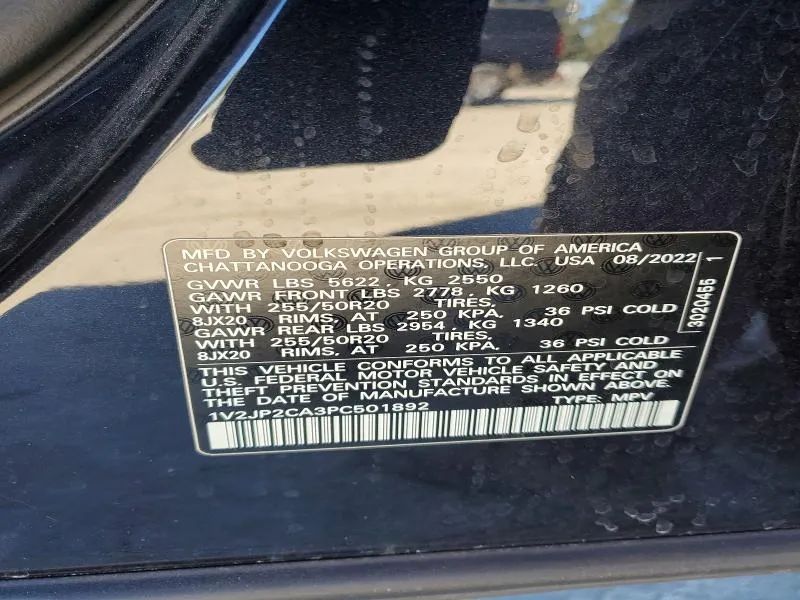 MFD BY VOLKSWAGEN GROUP OF AMERICA
CHATTANOOGA OPERATIONS, LLC, USA 08/2022
GVWR LBS 5622 , KG 2550
GAWR FRONT LBS 2778 , KG 1260
WITH 255/50R20 TIRES,
8JX20 RIMS, AT 250 KPA. 36 PSI COLD
GAWR REAR LBS 2954 , KG 1340
WITH 255/50R20 TIRES,
8JX20 RIMS, AT 250 KPA. 36 PSI COLD
THIS VEHICLE CONFORMS TO ALL APPLICABLE
U.S. FEDERAL MOTOR VEHICLE SAFETY AND
THEFT PREVENTION STANDARDS IN EFFECT ON
THE DATE OF MANUFACTURE SHOWN ABOVE.
1V2JP2CA3PC501892 TYPE: MPV
3020455 1